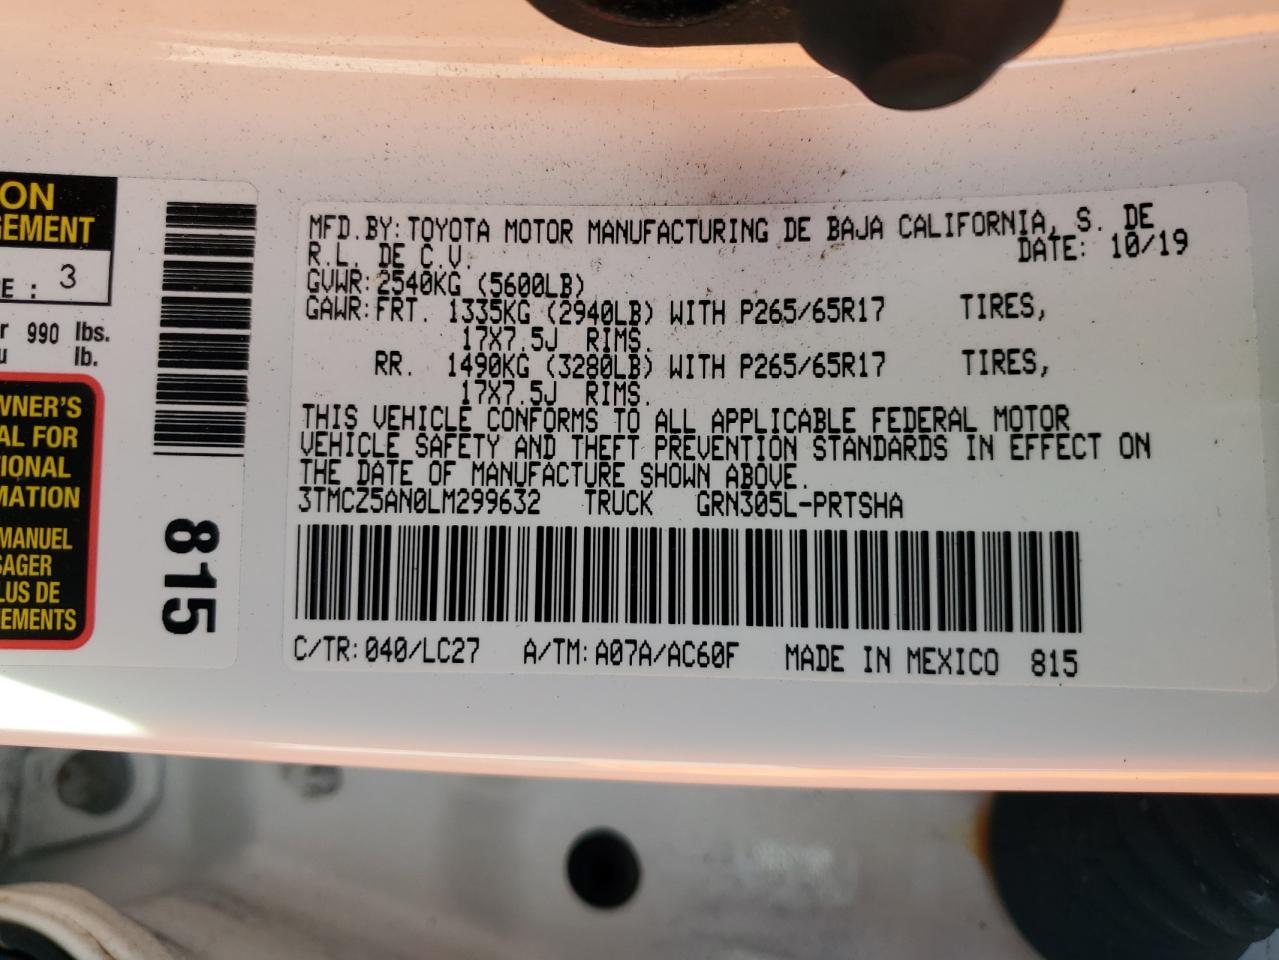 ON
GEMENT
E : 3
r 990 lbs.
u lb.
WNER'S
AL FOR
TIONAL
MATION
MANUEL
SAGER
LUS DE
EMENTS
815
MFD. BY: TOYOTA MOTOR MANUFACTURING DE BAJA CALIFORNIA, S. DE
R.L. DE C.V. DATE: 10/19
GVWR: 2540KG (5600LB)
GAWR: FRT. 1335KG (2940LB) WITH P265/65R17 TIRES,
17X7.5J RIMS.
RR. 1490KG (3280LB) WITH P265/65R17 TIRES,
17X7.5J RIMS.
THIS VEHICLE CONFORMS TO ALL APPLICABLE FEDERAL MOTOR
VEHICLE SAFETY AND THEFT PREVENTION STANDARDS IN EFFECT ON
THE DATE OF MANUFACTURE SHOWN ABOVE.
3TMCZ5AN0LM299632 TRUCK GRN305L-PRTSHA
C/TR: 040/LC27 A/TM: A07A/AC60F MADE IN MEXICO 815